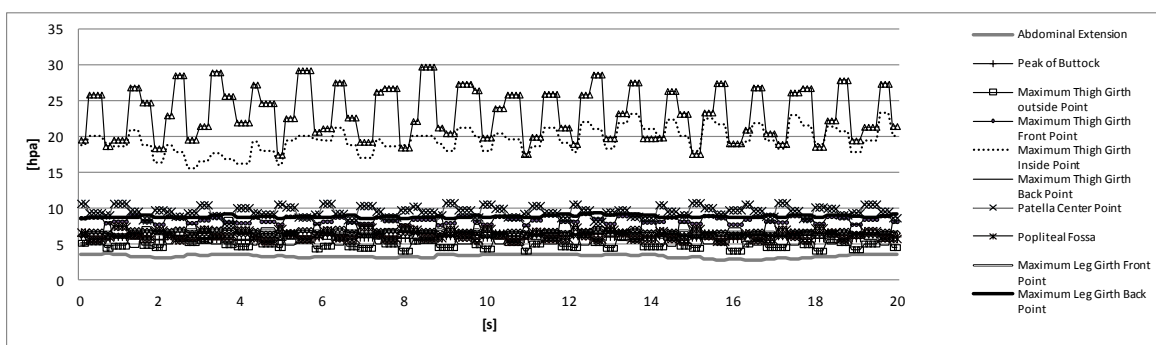 35
30
25
20
15
10
5
0
[hpa]
0 2 4 6 8 10 12 14 16 18 20
[s]
Abdominal Extension
Peak of Buttock
Maximum Thigh Girth
outside Point
Maximum Thigh Girth
Front Point
Maximum Thigh Girth
Inside Point
Maximum Thigh Girth
Back Point
Patella Center Point
Popliteal Fossa
Maximum Leg Girth Front
Point
Maximum Leg Girth Back
Point